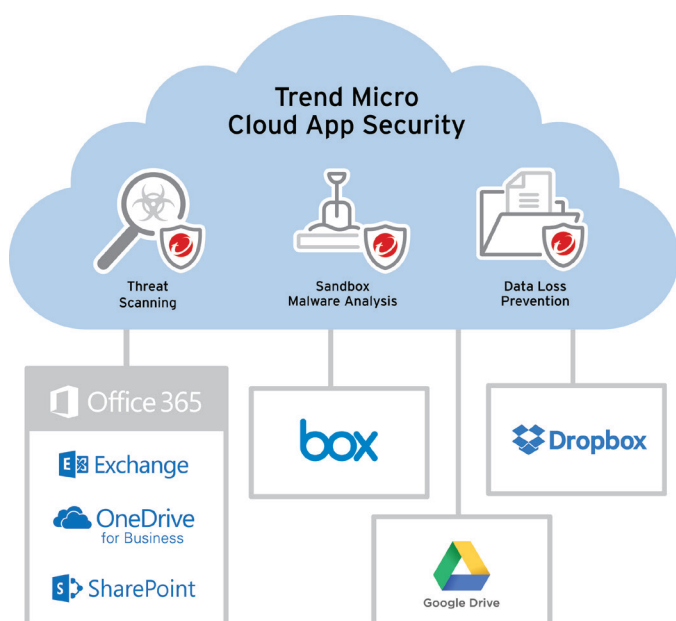 Trend Micro
Cloud App Security
Threat
Scanning
Sandbox
Malware Analysis
Data Loss
Prevention
Office 365
E Exchange
OneDrive
for Business
S SharePoint
box
Google Drive
Dropbox